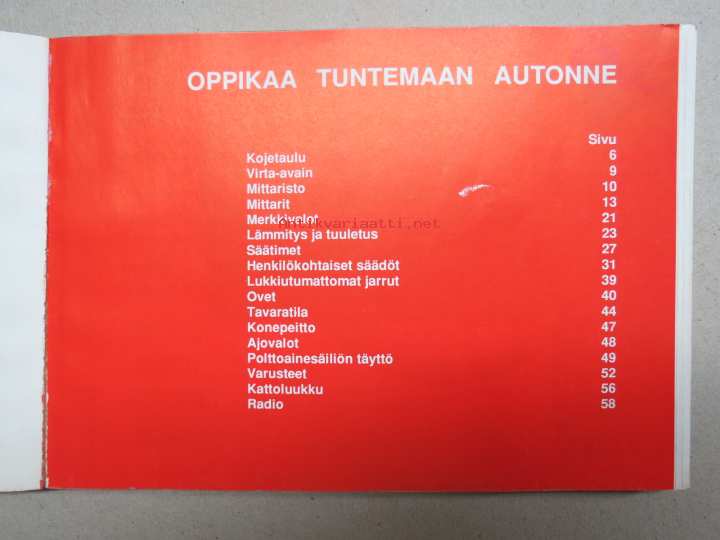 OPPIKAA TUNTEMAAN AUTONNE
Sivu
Kojetaulu 6
Virta-avain 9
Mittaristo 10
Mittarit 13
Merkkivalot 21
Antikvariaatti.net
Lämmitys ja tuuletus 23
Säätimet 27
Henkilökohtaiset säädöt 31
Lukkiutumattomat jarrut 39
Ovet 40
Tavaratila 44
Konepeitto 47
Ajovalot 48
Polttoainesäiliön täyttö 49
Varusteet 52
Kattoluukku 56
Radio 58